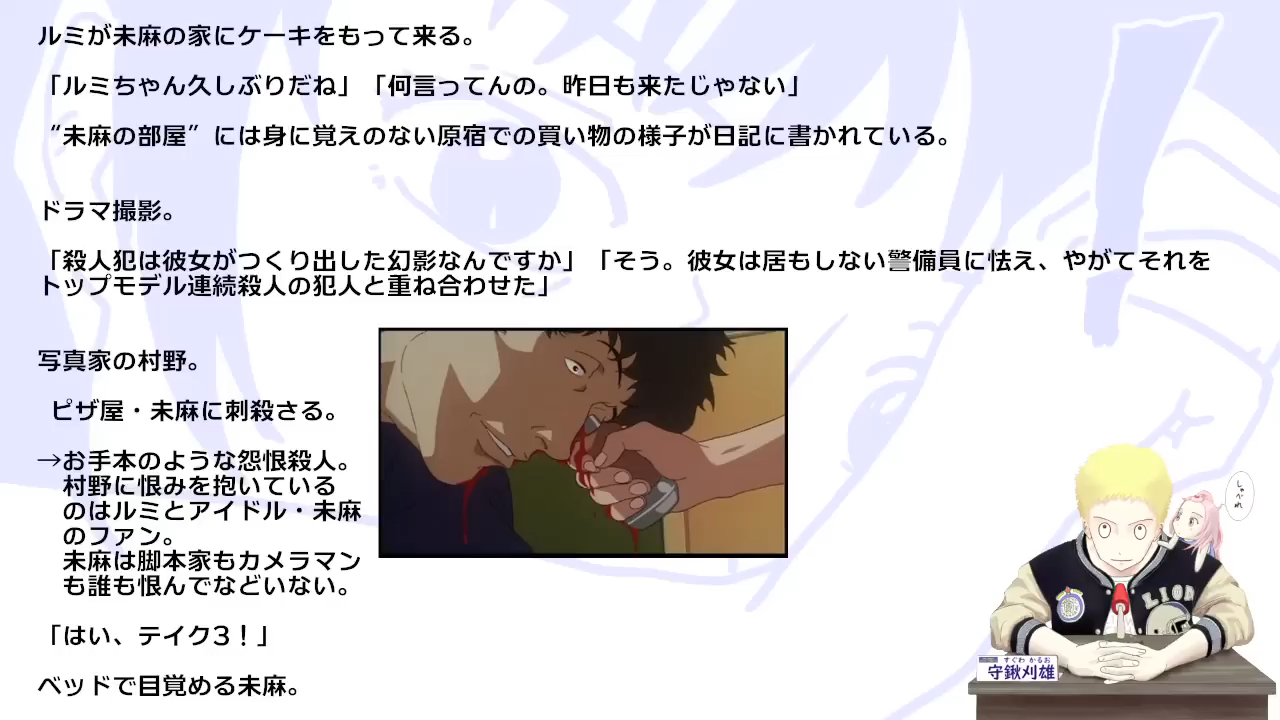 ルミが未麻の家にケーキをもって来る。
「ルミちゃん久しぶりだね」「何言ってんの。昨日も来たじゃない」
“未麻の部屋”には身に覚えのない原宿での買い物の様子が日記に書かれている。
ドラマ撮影。
「殺人犯は彼女がつくり出した幻影なんですか」「そう。彼女は居もしない警備員に怯え、やがてそれを
トップモデル連続殺人の犯人と重ね合わせた」
写真家の村野。
ピザ屋・未麻に刺殺さる。
→お手本のような怨恨殺人。
村野に恨みを抱いている
のはルミとアイドル・未麻
のファン。
未麻は脚本家もカメラマン
も誰も恨んでなどいない。
「はい、テイク3！」
ベッドで目覚める未麻。
しゃべれ
LION
すぐわ かるお
守鍬刈雄